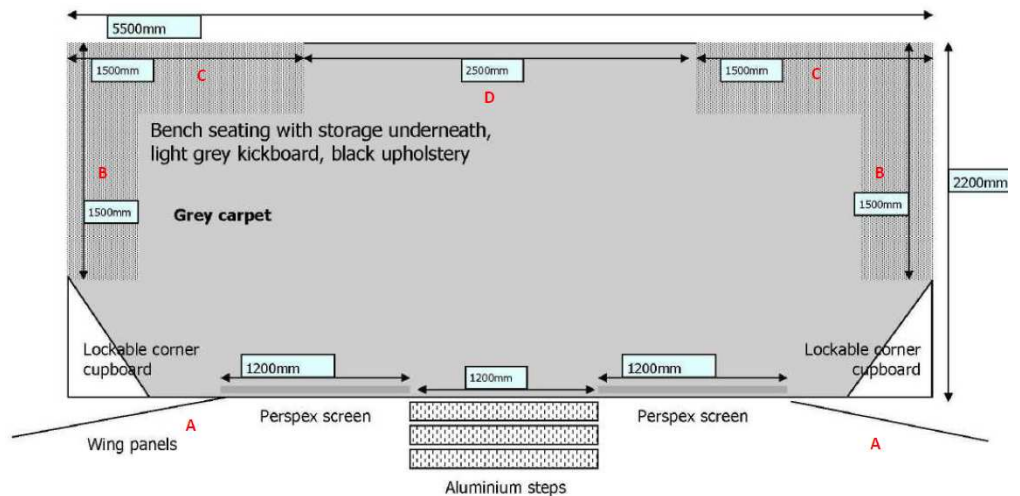 5500mm
1500mm
C
2500mm
D
1500mm
C
Bench seating with storage underneath,
light grey kickboard, black upholstery
B
B
2200mm
1500mm
Grey carpet
1500mm
Lockable corner
cupboard
1200mm
1200mm
1200mm
Lockable corner
cupboard
Perspex screen
Perspex screen
A
A
Wing panels
Aluminium steps